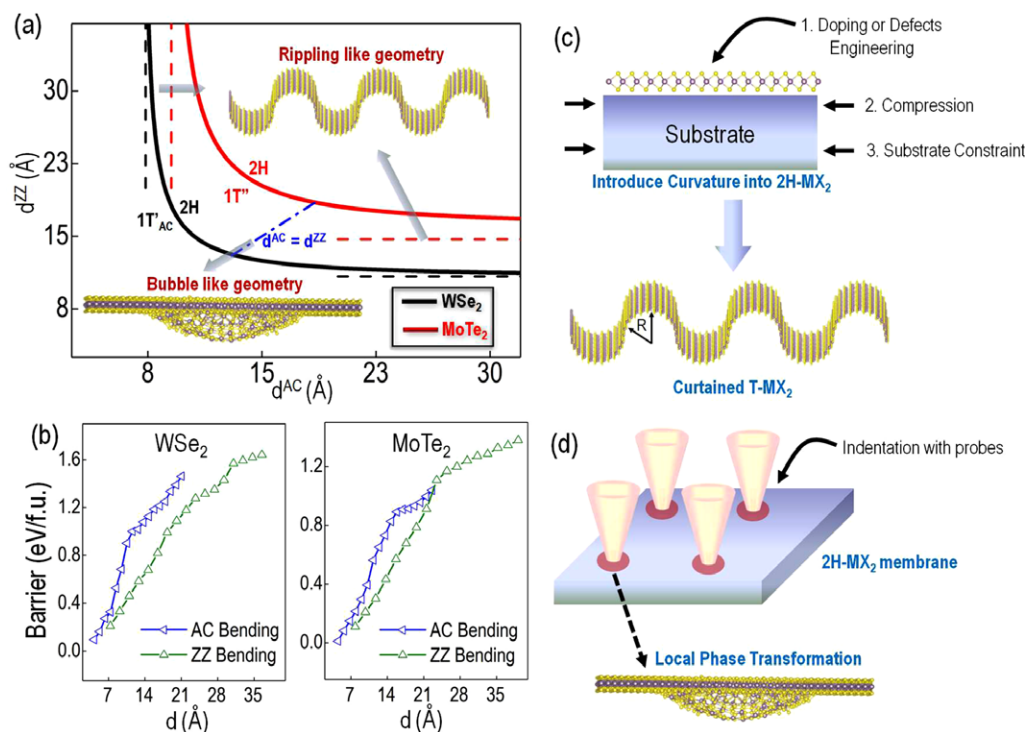 (a)
d^ZZ (Å)
30
23
15
8
8
15
23
30
d^AC (Å)
Rippling like geometry
2H
1T''
2H
1T'_AC
d^AC = d^ZZ
Bubble like geometry
WSe₂
MoTe₂
(b)
WSe₂
Barrier (eV/f.u.)
1.6
1.2
0.8
0.4
0.0
AC Bending
ZZ Bending
7 14 21 28 35
d (Å)
MoTe₂
1.2
0.8
0.4
0.0
AC Bending
ZZ Bending
7 14 21 28 35
d (Å)
(c)
1. Doping or Defects
Engineering
2. Compression
Substrate
3. Substrate Constraint
Introduce Curvature into 2H-MX₂
R
Curtained T-MX₂
(d)
Indentation with probes
2H-MX₂ membrane
Local Phase Transformation